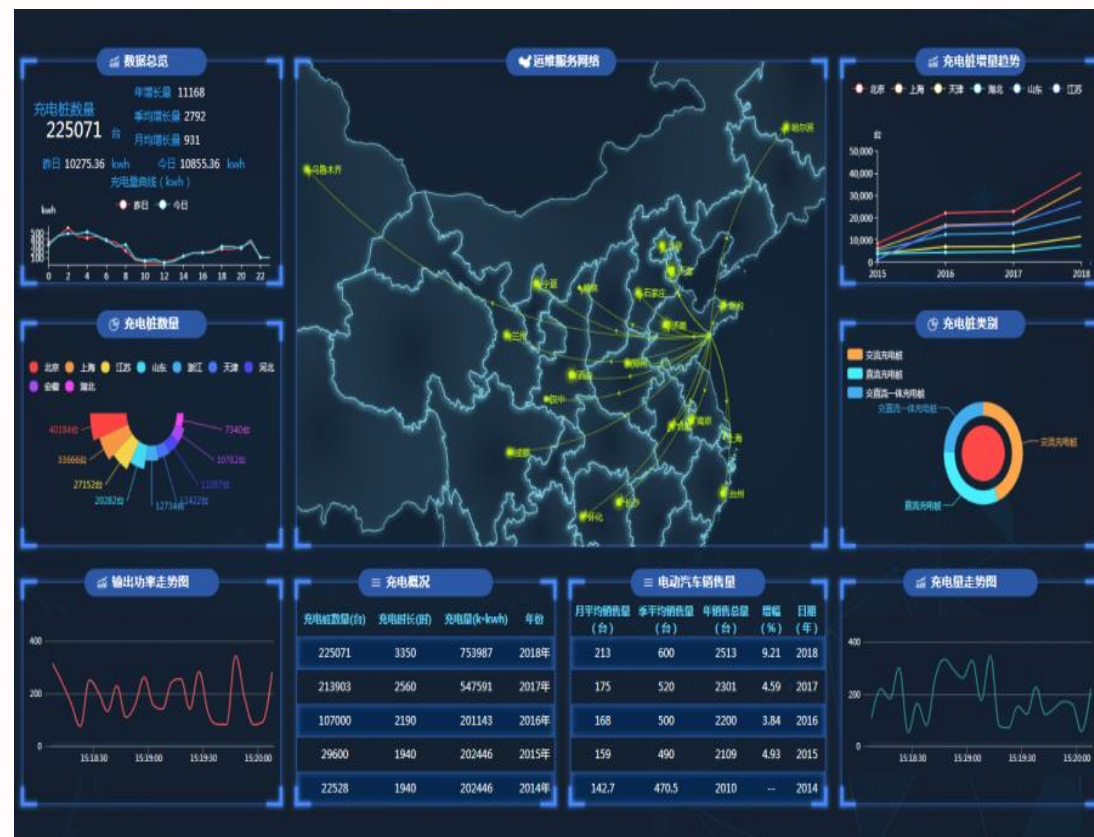 数据总览
充电桩数量
225071 台
年增长量 11168
季均增长量 2792
月均增长量 931
昨日 10275.36 kwh 今日 10855.36 kwh
充电量曲线(kwh)
昨日 今日
kwh
0 2 4 6 8 10 12 14 16 18 20 22
运维服务网络
哈尔滨
乌鲁木齐
北京
天津
宁夏
榆林
石家庄
济南
兰州
郑州
西安
汉中
南京
合肥
上海
成都
台州
长沙
怀化
充电桩增量趋势
北京 上海 天津 湖北 山东 江苏
台
50,000
40,000
30,000
20,000
10,000
0
2015 2016 2017 2018
充电桩数量
北京 上海 江苏 山东 浙江 天津 河北
安徽 湖北
40184台
33666台
27152台
20282台
12734台
11422台
10782台
7340台
充电桩类别
交流充电桩
直流充电桩
交直流一体充电桩
交直流一体充电桩
交流充电桩
直流充电桩
输出功率走势图
400
200
0
15:18:30 15:19:00 15:19:30 15:20:00
充电概况
充电桩数量(台) 充电时长(时) 充电量(k·kwh) 年份
225071 3350 753987 2018年
213903 2560 547591 2017年
107000 2190 201143 2016年
29600 1940 202446 2015年
22528 1940 202446 2014年
电动汽车销售量
月平均销售量(台) 季平均销售量(台) 年销售总量(台) 增幅(%) 日期(年)
213 600 2513 9.21 2018
175 520 2301 4.59 2017
168 500 2200 3.84 2016
159 490 2109 4.93 2015
142.7 470.5 2010 -- 2014
充电量走势图
400
200
0
15:18:30 15:19:00 15:19:30 15:20:00